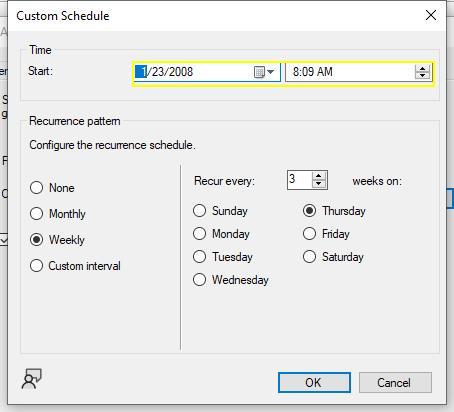 Custom Schedule
Time
Start: 1/23/2008 8:09 AM
Recurrence pattern
Configure the recurrence schedule.
None
Monthly
Weekly
Custom interval
Recur every: 3 weeks on:
Sunday Thursday
Monday Friday
Tuesday Saturday
Wednesday
OK Cancel